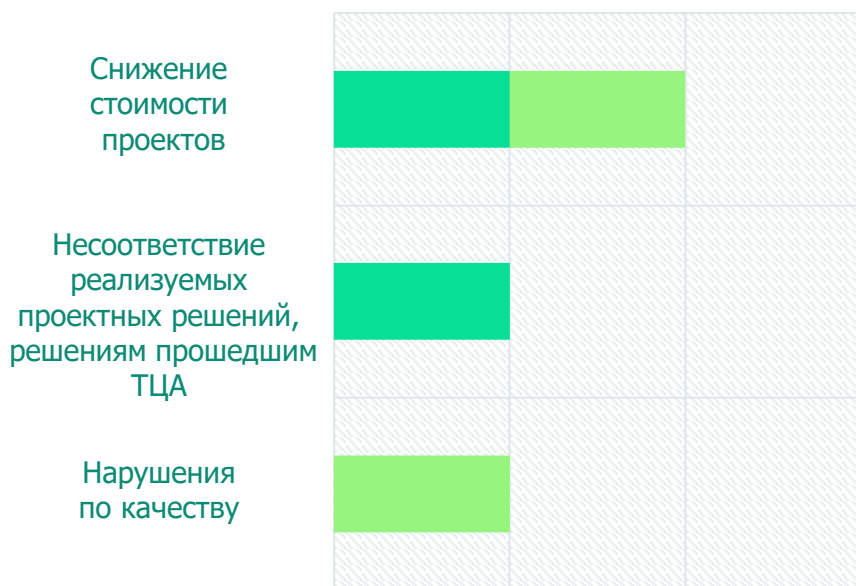 Снижение
стоимости
проектов
Несоответствие
реализуемых
проектных решений,
решениям прошедшим
ТЦА
Нарушения
по качеству